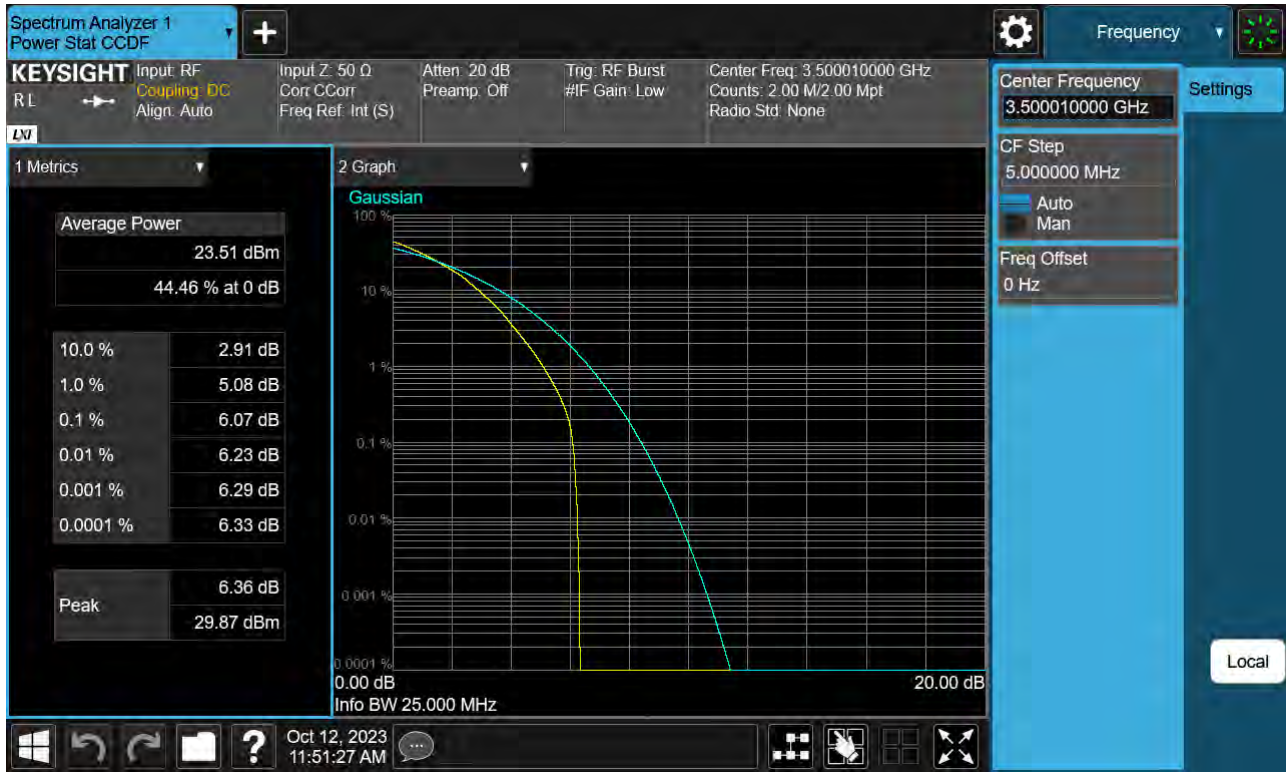 Spectrum Analyzer 1
Power Stat CCDF
Frequency
KEYSIGHT
RL
LXI
Input: RF
Coupling: DC
Align: Auto
Input Z: 50 Ω
Corr CCorr
Freq Ref: Int (S)
Atten: 20 dB
Preamp: Off
Trig: RF Burst
#IF Gain: Low
Center Freq: 3.500010000 GHz
Counts: 2.00 M/2.00 Mpt
Radio Std: None
Center Frequency
3.500010000 GHz
Settings
CF Step
5.000000 MHz
Auto
Man
Freq Offset
0 Hz
Local
1 Metrics
Average Power
23.51 dBm
44.46 % at 0 dB
10.0 % 2.91 dB
1.0 % 5.08 dB
0.1 % 6.07 dB
0.01 % 6.23 dB
0.001 % 6.29 dB
0.0001 % 6.33 dB
Peak
6.36 dB
29.87 dBm
2 Graph
Gaussian
100 %
10 %
1 %
0.1 %
0.01 %
0.001 %
0.0001 %
0.00 dB
20.00 dB
Info BW 25.000 MHz
?
Oct 12, 2023
11:51:27 AM